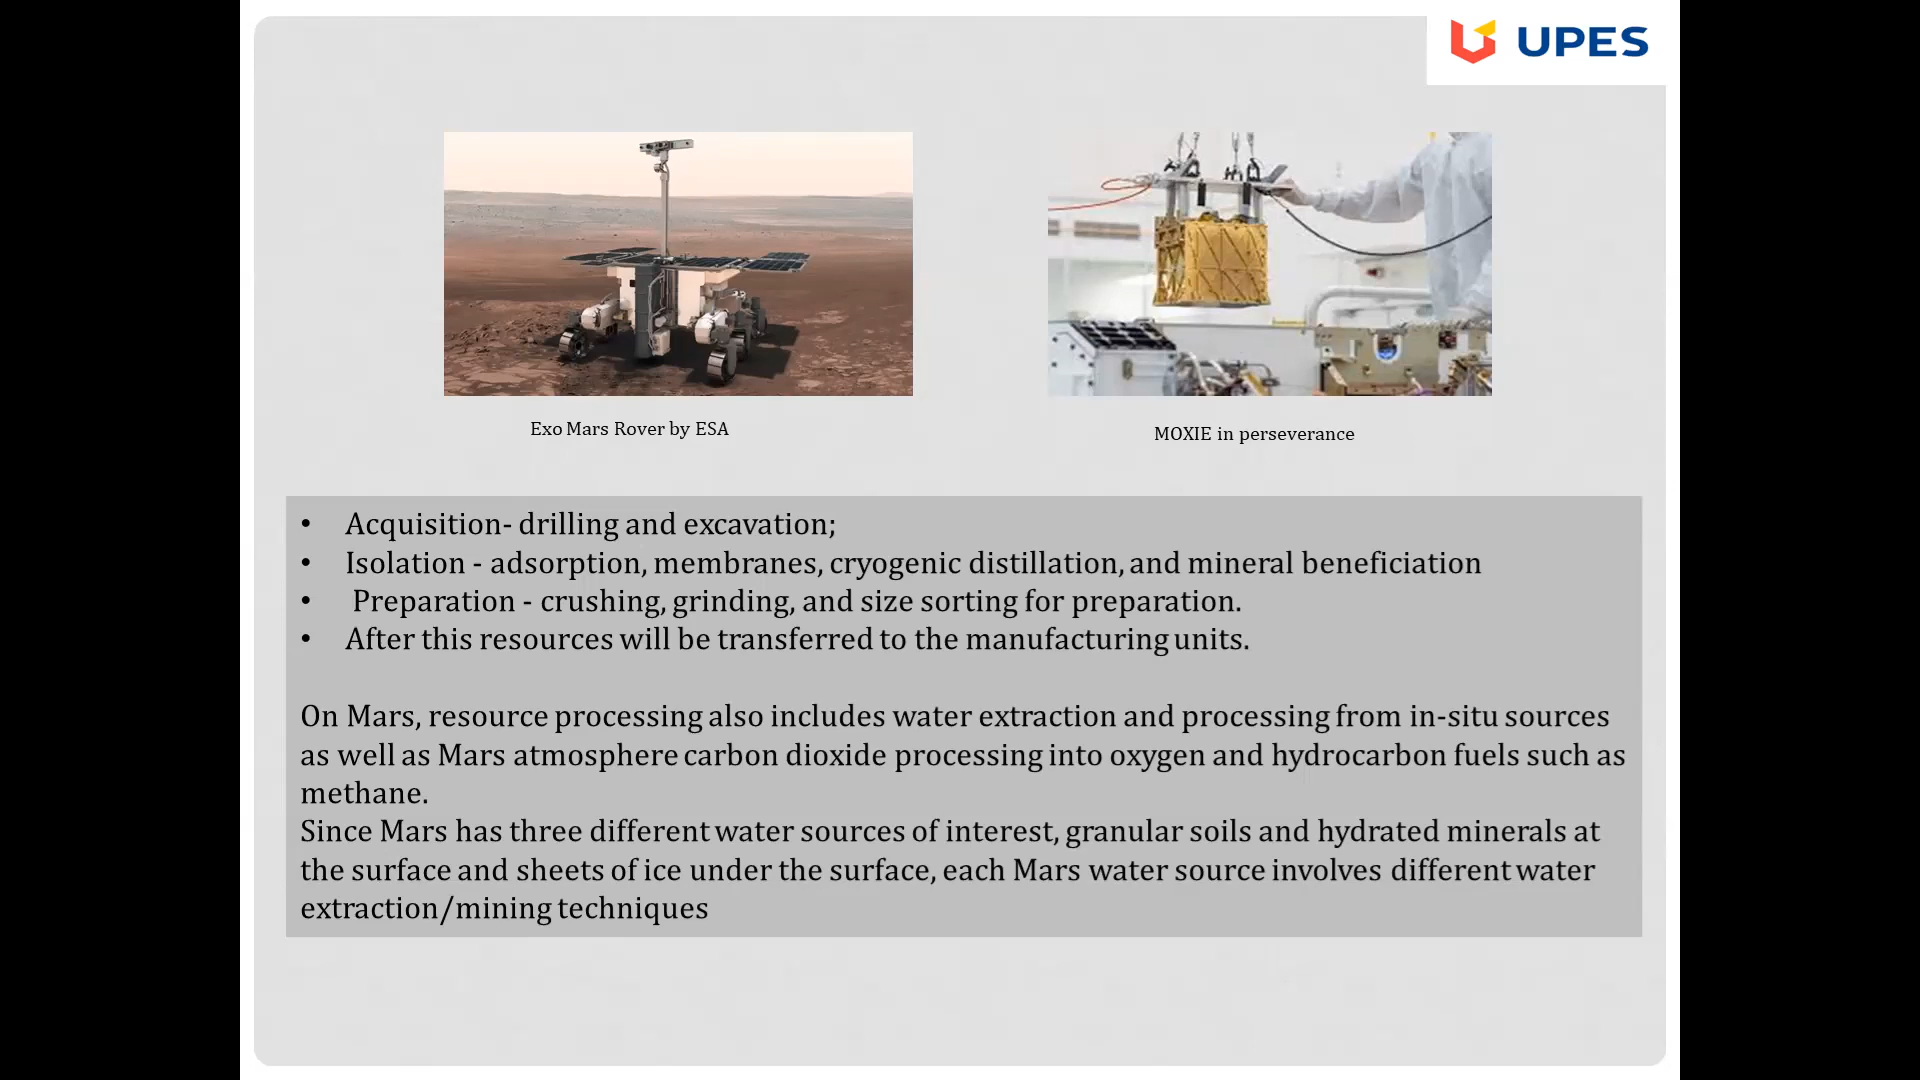 UPES
Exo Mars Rover by ESA
MOXIE in perseverance
• Acquisition- drilling and excavation;
• Isolation - adsorption, membranes, cryogenic distillation, and mineral beneficiation
• Preparation - crushing, grinding, and size sorting for preparation.
• After this resources will be transferred to the manufacturing units.
On Mars, resource processing also includes water extraction and processing from in-situ sources
as well as Mars atmosphere carbon dioxide processing into oxygen and hydrocarbon fuels such as
methane.
Since Mars has three different water sources of interest, granular soils and hydrated minerals at
the surface and sheets of ice under the surface, each Mars water source involves different water
extraction/mining techniques